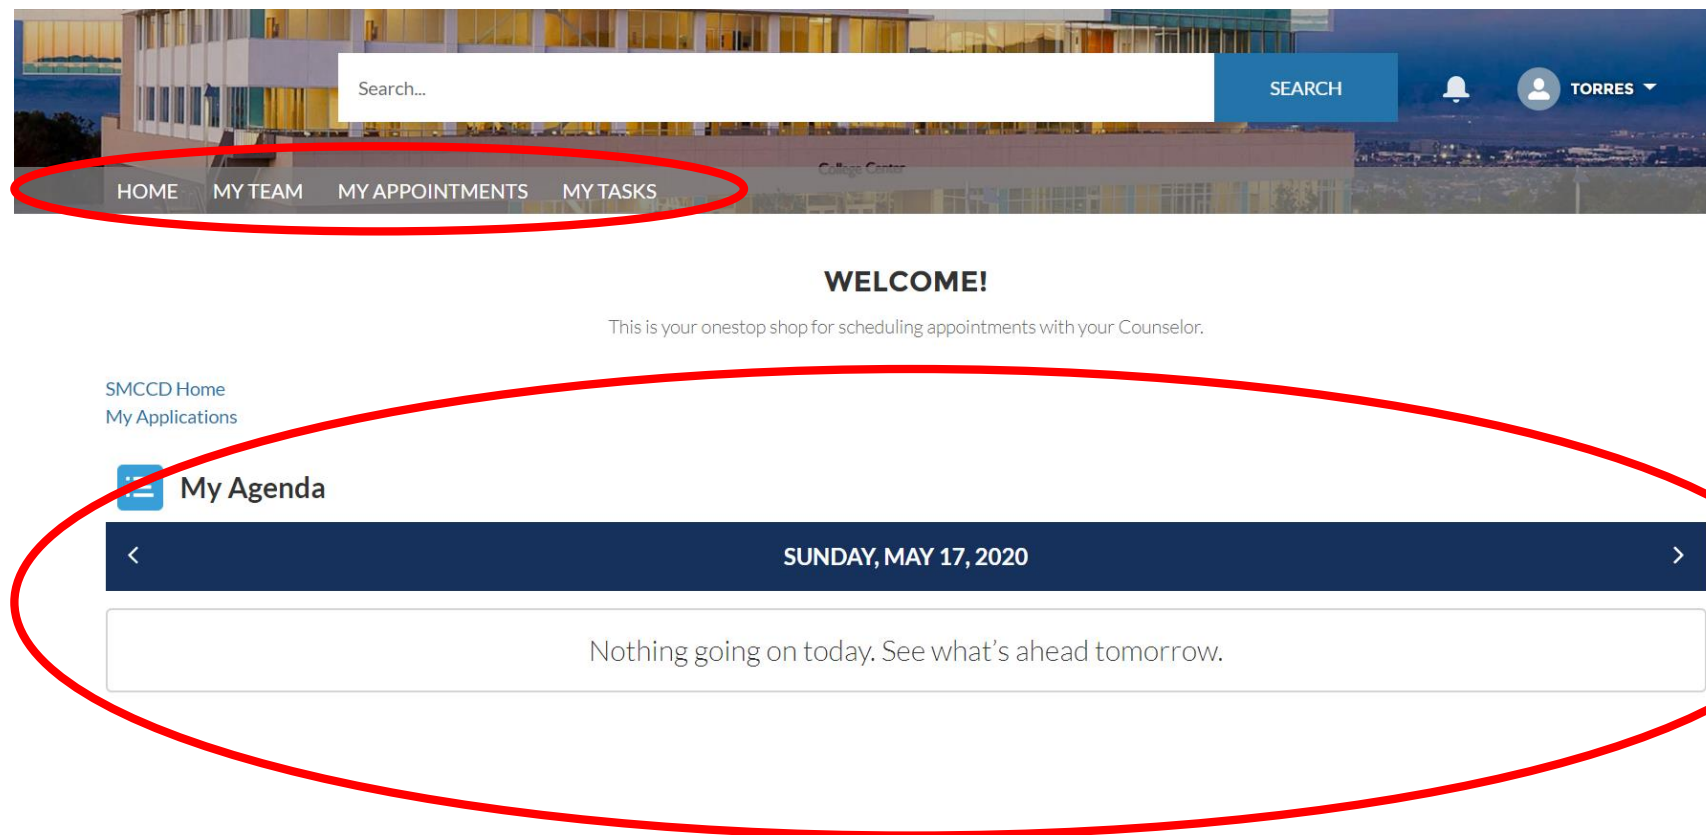 Search...
SEARCH
TORRES
College Center
HOME MY TEAM MY APPOINTMENTS MY TASKS
WELCOME!
This is your onestop shop for scheduling appointments with your Counselor.
SMCCD Home
My Applications
My Agenda
SUNDAY, MAY 17, 2020
Nothing going on today. See what’s ahead tomorrow.